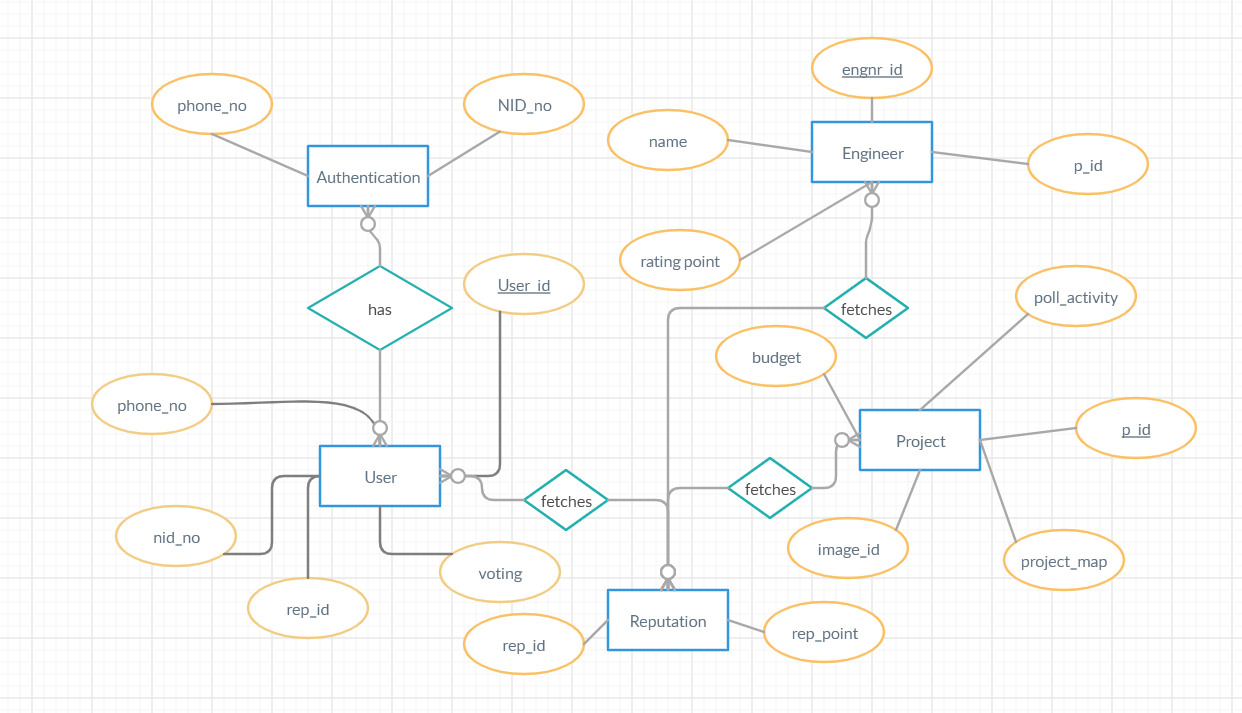 engnr_id
phone_no
NID_no
name
Engineer
p_id
Authentication
rating point
User_id
has
fetches
poll_activity
budget
phone_no
p_id
Project
User
fetches
fetches
nid_no
image_id
project_map
voting
rep_id
Reputation
rep_point
rep_id